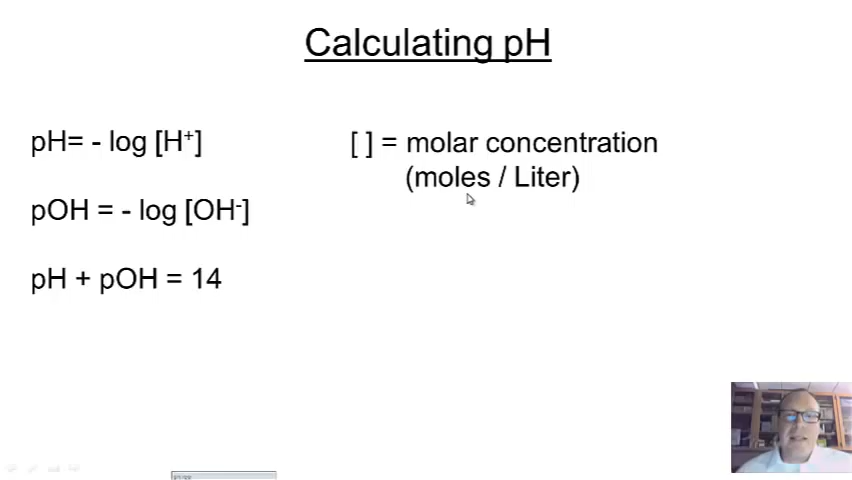 Calculating pH
pH= - log [H⁺]
pOH = - log [OH⁻]
pH + pOH = 14
[ ] = molar concentration
(moles / Liter)